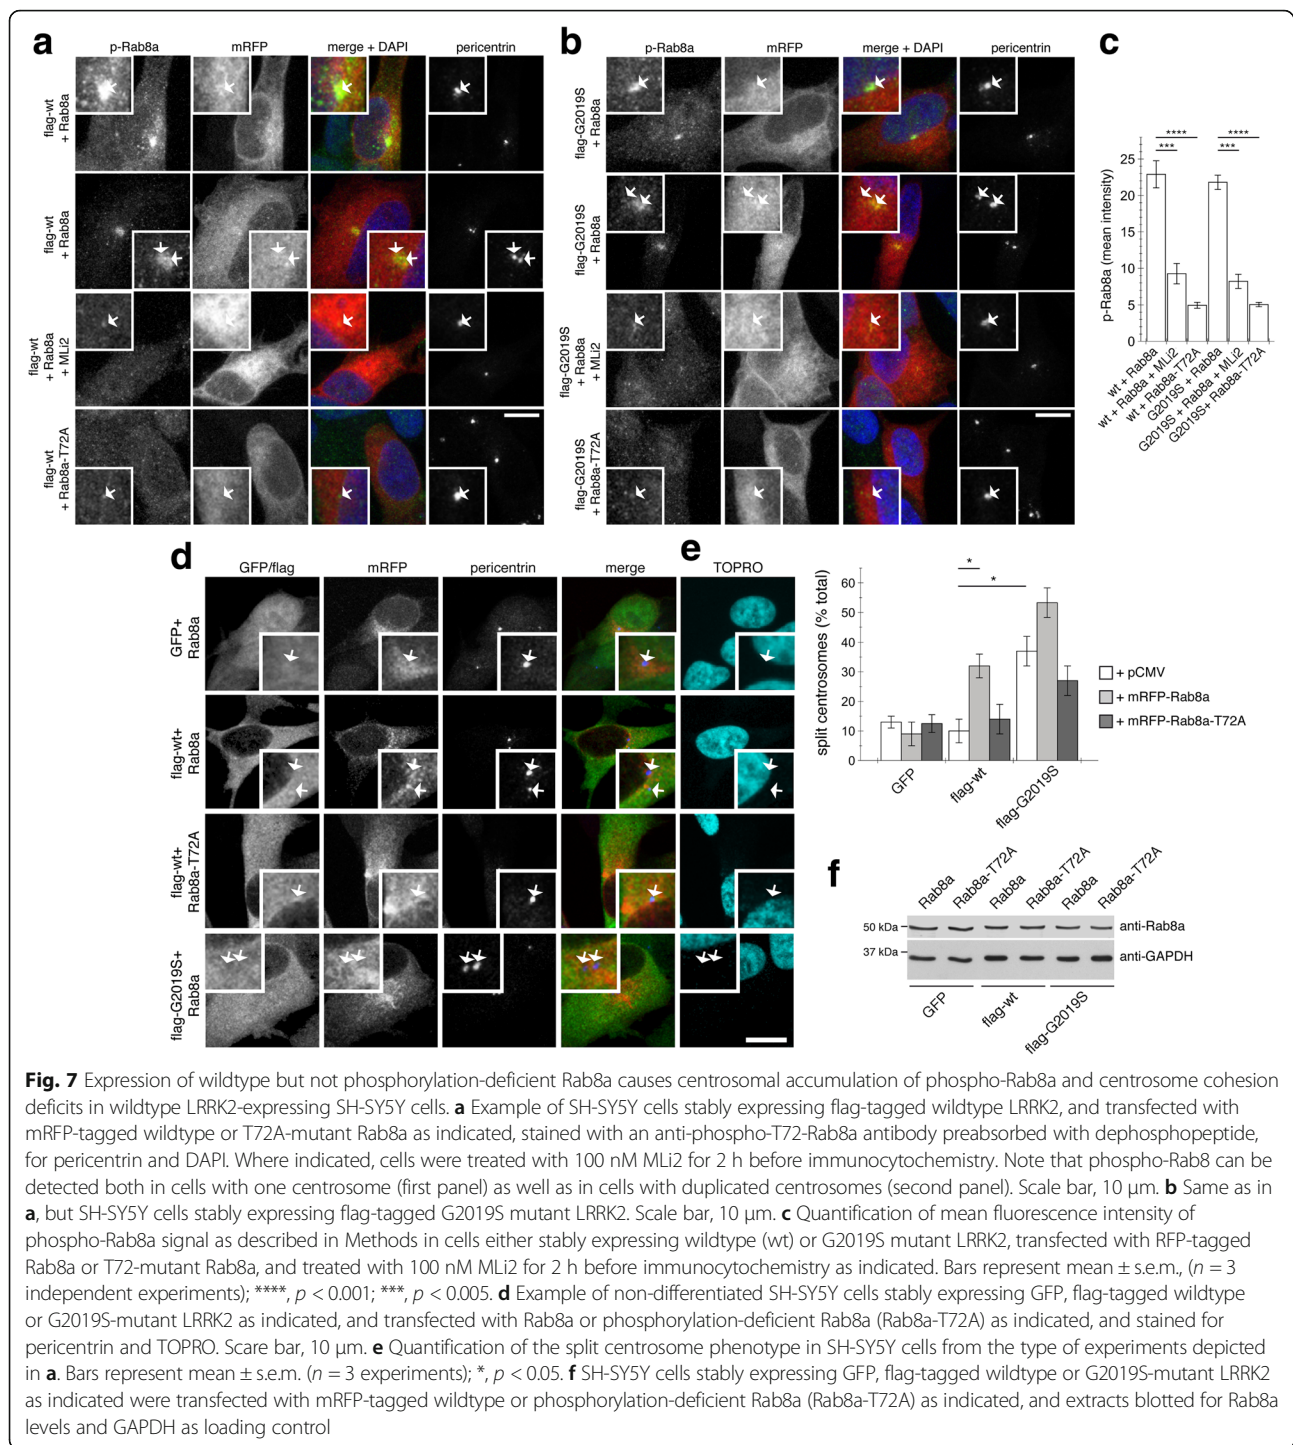 a
p-Rab8a mRFP merge + DAPI pericentrin
flag-wt
+ Rab8a
flag-wt
+ Rab8a
flag-wt
+ Rab8a
+ MLi2
flag-wt
+ Rab8a-T72A
b
p-Rab8a mRFP merge + DAPI pericentrin
flag-G2019S
+ Rab8a
flag-G2019S
+ Rab8a
flag-G2019S
+ Rab8a
+ MLi2
flag-G2019S
+ Rab8a-T72A
c
p-Rab8a (mean intensity)
25
20
15
10
5
0
**** ****
*** ***
wt + Rab8a
wt + Rab8a + MLi2
wt + Rab8a-T72A
G2019S + Rab8a
G2019S + Rab8a + MLi2
G2019S+ Rab8a-T72A
d
GFP/flag mRFP pericentrin merge TOPRO
GFP+
Rab8a
flag-wt+
Rab8a
flag-wt+
Rab8a-T72A
flag-G2019S+
Rab8a
e
split centrosomes (% total)
60
50
40
30
20
10
0
*
*
GFP
flag-wt
flag-G2019S
+ pCMV
+ mRFP-Rab8a
+ mRFP-Rab8a-T72A
f
Rab8a
Rab8a-T72A
Rab8a
Rab8a-T72A
Rab8a
Rab8a-T72A
50 kDa
anti-Rab8a
37 kDa
anti-GAPDH
GFP
flag-wt
flag-G2019S
Fig. 7 Expression of wildtype but not phosphorylation-deficient Rab8a causes centrosomal accumulation of phospho-Rab8a and centrosome cohesion
deficits in wildtype LRRK2-expressing SH-SY5Y cells. a Example of SH-SY5Y cells stably expressing flag-tagged wildtype LRRK2, and transfected with
mRFP-tagged wildtype or T72A-mutant Rab8a as indicated, stained with an anti-phospho-T72-Rab8a antibody preabsorbed with dephosphopeptide,
for pericentrin and DAPI. Where indicated, cells were treated with 100 nM MLi2 for 2 h before immunocytochemistry. Note that phospho-Rab8 can be
detected both in cells with one centrosome (first panel) as well as in cells with duplicated centrosomes (second panel). Scale bar, 10 μm. b Same as in
a, but SH-SY5Y cells stably expressing flag-tagged G2019S mutant LRRK2. Scale bar, 10 μm. c Quantification of mean fluorescence intensity of
phospho-Rab8a signal as described in Methods in cells either stably expressing wildtype (wt) or G2019S mutant LRRK2, transfected with RFP-tagged
Rab8a or T72-mutant Rab8a, and treated with 100 nM MLi2 for 2 h before immunocytochemistry as indicated. Bars represent mean ± s.e.m., (n = 3
independent experiments); ****, p < 0.001; ***, p < 0.005. d Example of non-differentiated SH-SY5Y cells stably expressing GFP, flag-tagged wildtype
or G2019S-mutant LRRK2 as indicated, and transfected with Rab8a or phosphorylation-deficient Rab8a (Rab8a-T72A) as indicated, and stained for
pericentrin and TOPRO. Scare bar, 10 μm. e Quantification of the split centrosome phenotype in SH-SY5Y cells from the type of experiments depicted
in a. Bars represent mean ± s.e.m. (n = 3 experiments); *, p < 0.05. f SH-SY5Y cells stably expressing GFP, flag-tagged wildtype or G2019S-mutant LRRK2
as indicated were transfected with mRFP-tagged wildtype or phosphorylation-deficient Rab8a (Rab8a-T72A) as indicated, and extracts blotted for Rab8a
levels and GAPDH as loading control